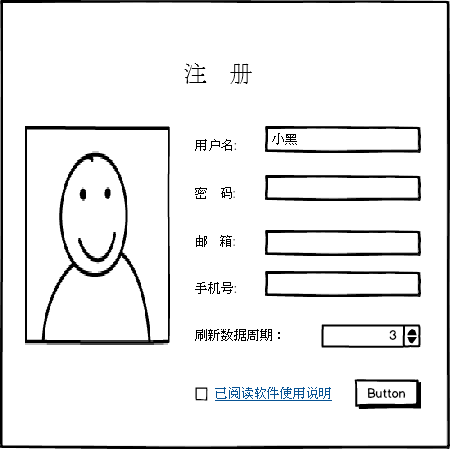 注 册
用户名:
小黑
密 码:
邮 箱:
手机号:
刷新数据周期：
3
已阅读软件使用说明
Button